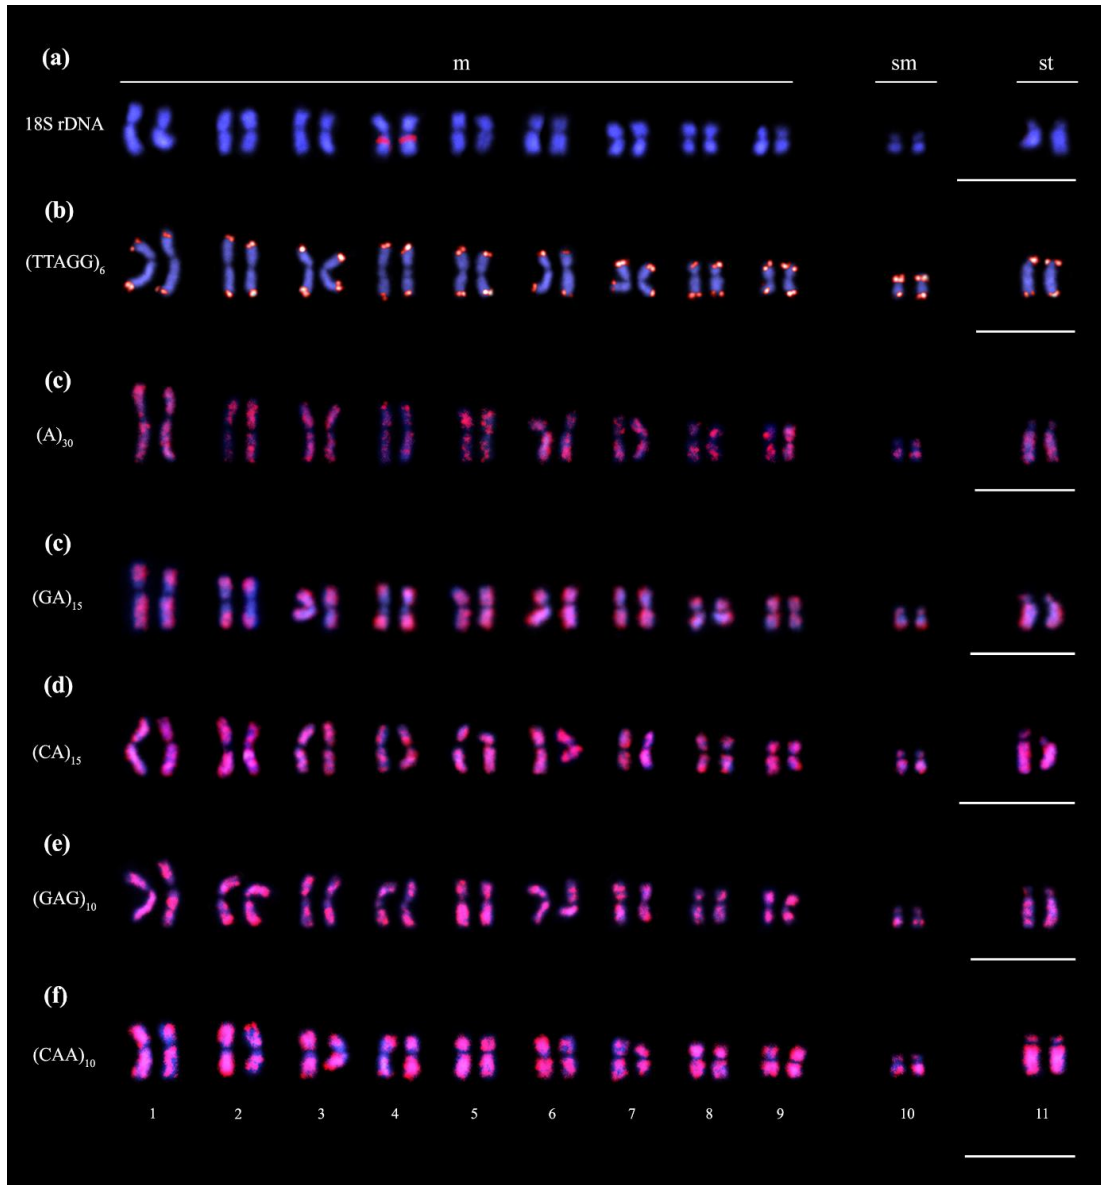 (a)
m sm st
18S rDNA
(b)
(TTAGG)₆
(c)
(A)₃₀
(c)
(GA)₁₅
(d)
(CA)₁₅
(e)
(GAG)₁₀
(f)
(CAA)₁₀
1 2 3 4 5 6 7 8 9 10 11